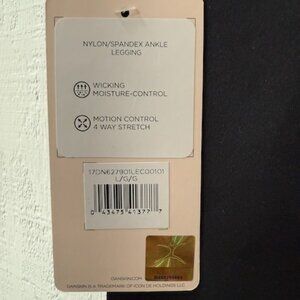 NYLON/SPANDEX ANKLE
LEGGING
WICKING
MOISTURE-CONTROL
MOTION CONTROL
4 WAY STRETCH
17DN627901LEC00101
L/G/G
0 43475 41377 7
DANSKIN.COM
DANSKIN IS A TRADEMARK OF ICON DE HOLDINGS LLC